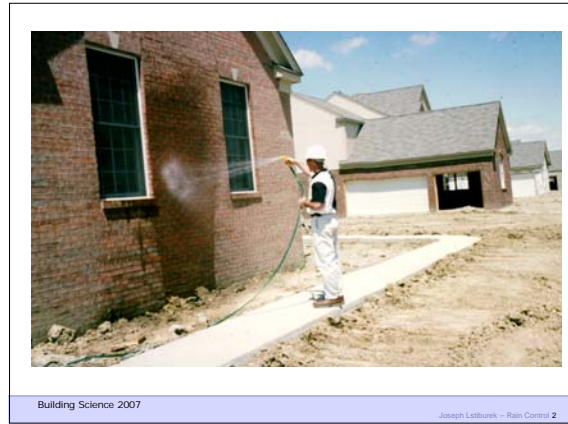 Building Science 2007
Joseph Lstiburek – Rain Control 2